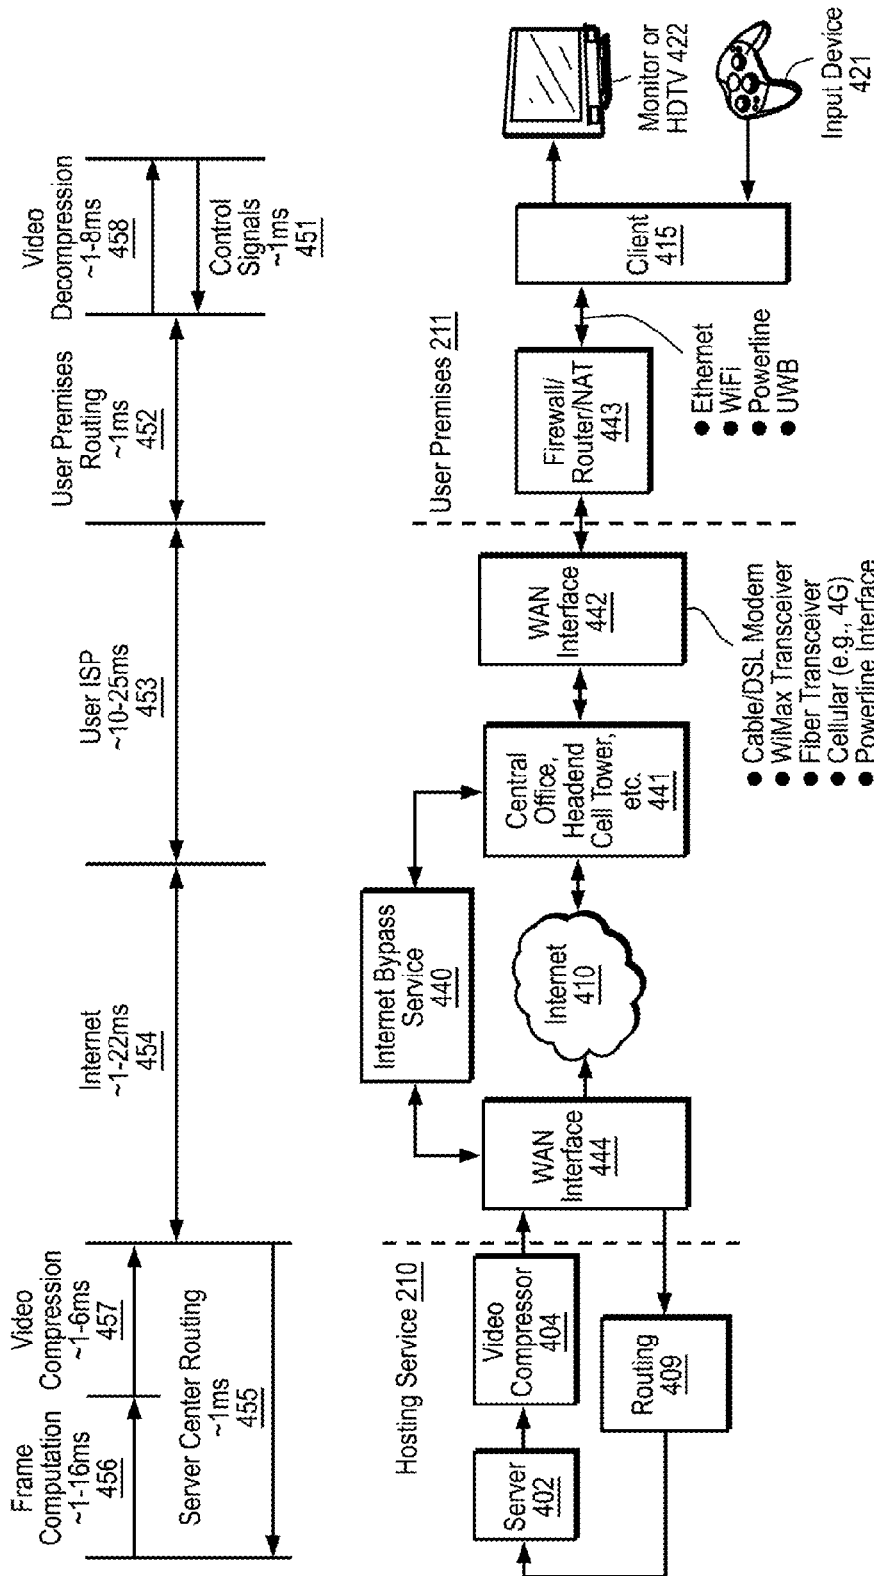 Frame
Computation
~1-16ms
456
Video
Compression
~1-6ms
457
Server Center Routing
~1ms
455
Internet
~1-22ms
454
User ISP
~10-25ms
453
User Premises
Routing
~1ms
452
Video
Decompression
~1-8ms
458
Control
Signals
~1ms
451
Hosting Service 210
Server
402
Video
Compressor
404
Routing
409
WAN
Interface
444
Internet Bypass
Service
440
Internet
410
Central
Office,
Headend
Cell Tower,
etc.
441
WAN
Interface
442
● Cable/DSL Modem
● WiMax Transceiver
● Fiber Transceiver
● Cellular (e.g., 4G)
● Powerline Interface
User Premises 211
Firewall/
Router/NAT
443
● Ethernet
● WiFi
● Powerline
● UWB
Client
415
Monitor or
HDTV 422
Input Device
421